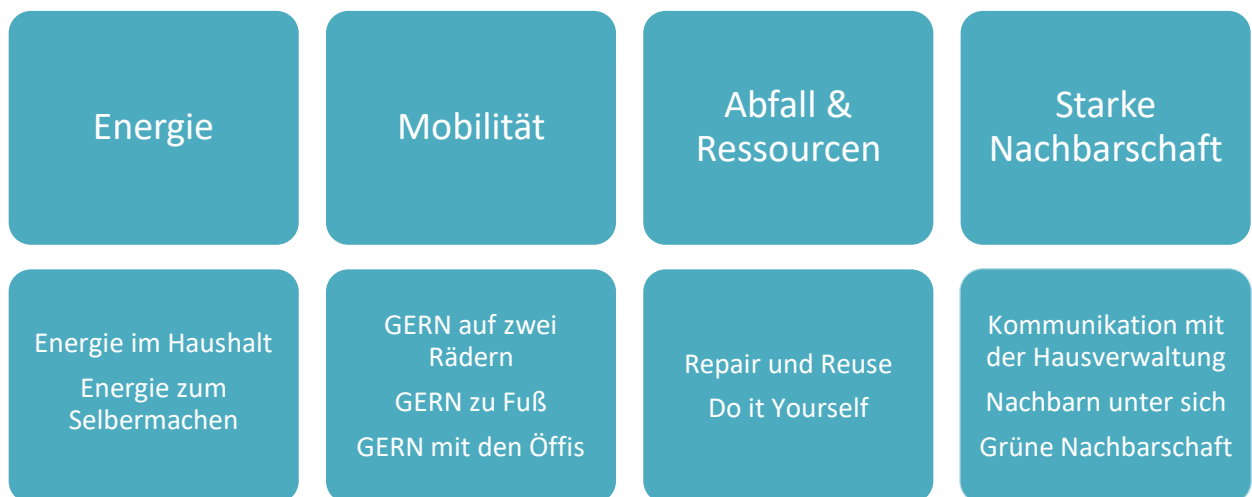 Energie
Mobilität
Abfall &
Ressourcen
Starke
Nachbarschaft
Energie im Haushalt
Energie zum
Selbermachen
GERN auf zwei
Rädern
GERN zu Fuß
GERN mit den Öffis
Repair und Reuse
Do it Yourself
Kommunikation mit
der Hausverwaltung
Nachbarn unter sich
Grüne Nachbarschaft